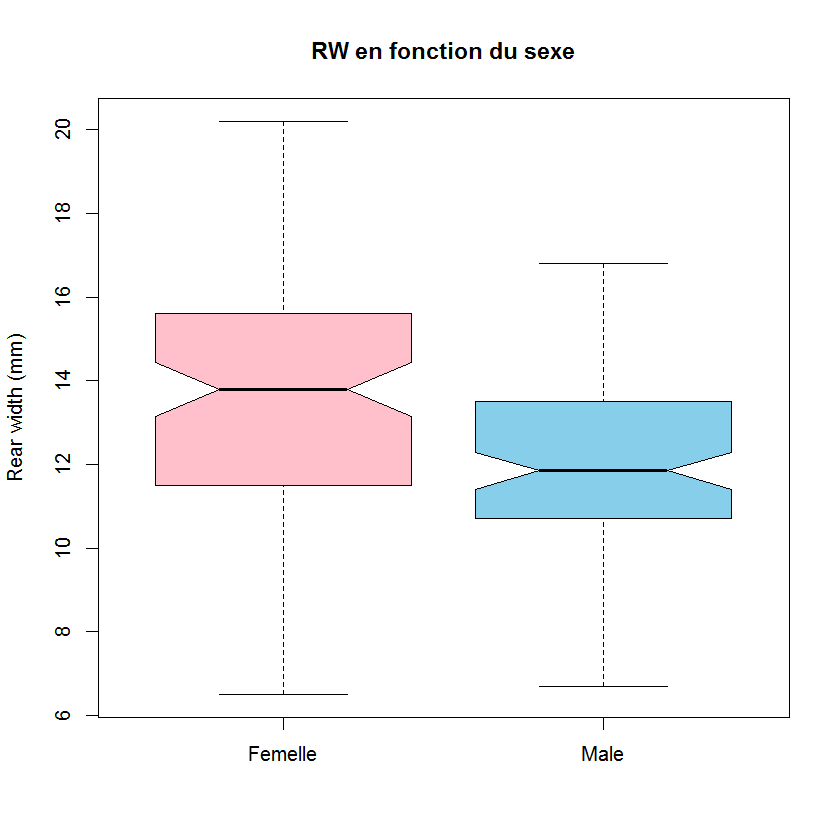 RW en fonction du sexe
Rear width (mm)
20
18
16
14
12
10
8
6
Femelle
Male